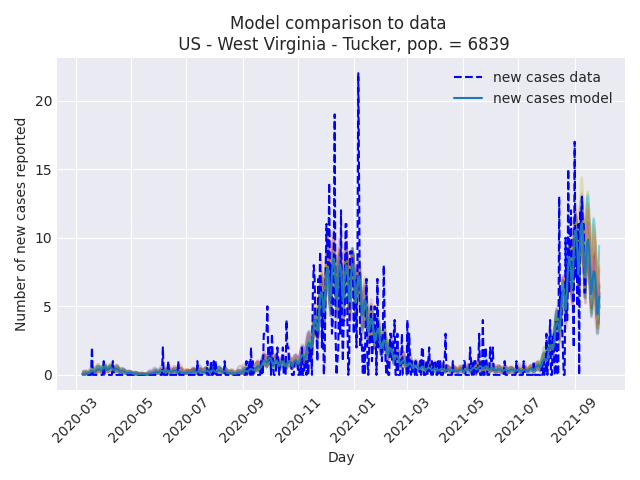 Model comparison to data
US - West Virginia - Tucker, pop. = 6839
new cases data
new cases model
Number of new cases reported
20
15
10
5
0
2020-03
2020-05
2020-07
2020-09
2020-11
2021-01
2021-03
2021-05
2021-07
2021-09
Day